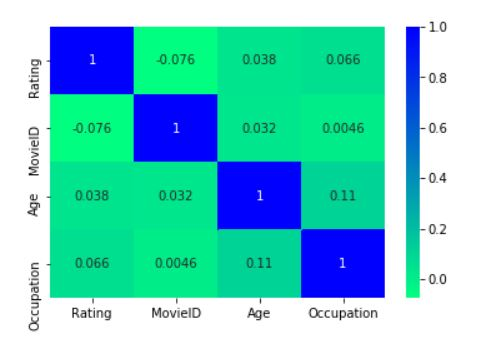 Rating 1 -0.076 0.038 0.066
MovieID -0.076 1 0.032 0.0046
Age 0.038 0.032 1 0.11
Occupation 0.066 0.0046 0.11 1
Rating MovieID Age Occupation
1.0
0.8
0.6
0.4
0.2
0.0